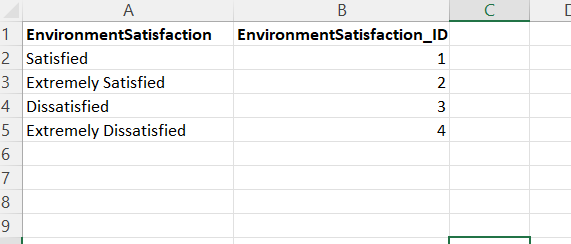 A B C
1 EnvironmentSatisfaction EnvironmentSatisfaction_ID
2 Satisfied 1
3 Extremely Satisfied 2
4 Dissatisfied 3
5 Extremely Dissatisfied 4
6
7
8
9